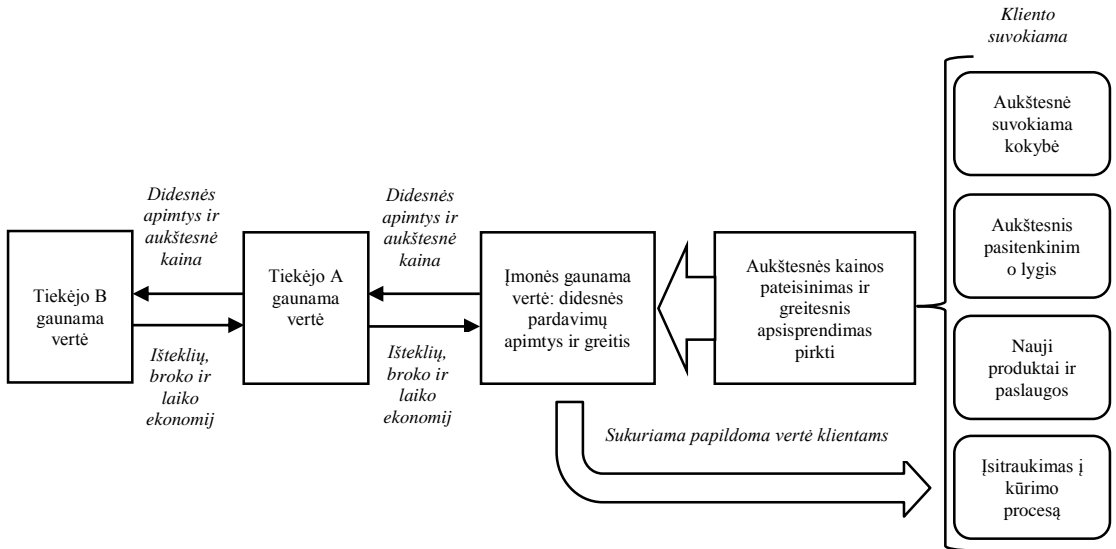 Kliento
suvokiama
Aukštesnė
suvokiama
kokybė
Aukštesnis
pasitenkinim
o lygis
Nauji
produktai ir
paslaugos
Įsitraukimas į
kūrimo
procesą
Aukštesnės kainos
pateisinimas ir
greitesnis
apsisprendimas
pirkti
Įmonės gaunama
vertė: didesnės
pardavimų
apimtys ir greitis
Didesnės
apimtys ir
aukštesnė
kaina
Išteklių,
broko ir
laiko
ekonomij
Tiekėjo A
gaunama
vertė
Didesnės
apimtys ir
aukštesnė
kaina
Išteklių,
broko ir
laiko
ekonomij
Tiekėjo B
gaunama
vertė
Sukuriama papildoma vertė klientams